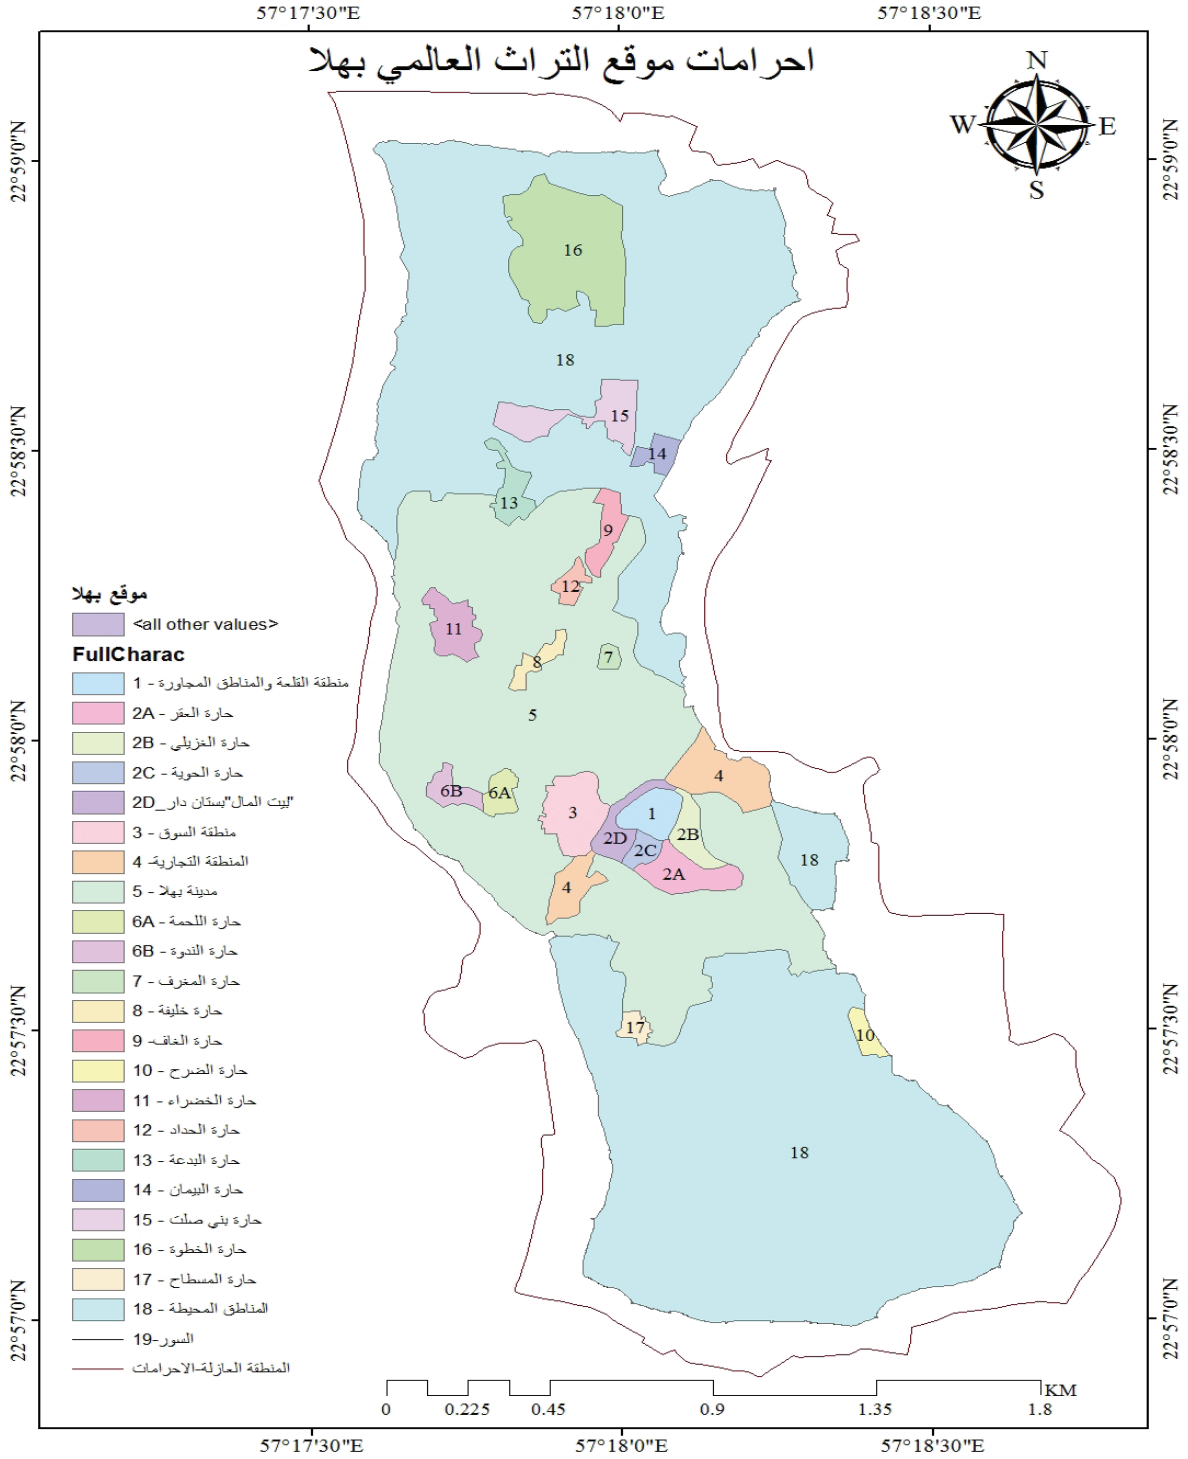 57°17'30"E 57°18'0"E 57°18'30"E
احرامات موقع التراث العالمي بهلا
N
W E
S
22°59'0"N 22°59'0"N
16
18
15
22°58'30"N 14 22°58'30"N
13
9
12
11
8 7
5
22°58'0"N 22°58'0"N
4
6B 6A
3 1
2D 2B
2C
18
4 2A
22°57'30"N 22°57'30"N
17 10
18
22°57'0"N 22°57'0"N
موقع بهلا
<all other values>
FullCharac
منطقة القلعة والمناطق المجاورة - 1
حارة العقر - 2A
حارة الغزيلي - 2B
حارة الحوية - 2C
"بيت المال"بستان دار_2D
منطقة السوق - 3
المنطقة التجارية- 4
مدينة بهلا - 5
حارة اللحمة - 6A
حارة الندوة - 6B
حارة المغرف - 7
حارة خليفة - 8
حارة الغاف - 9
حارة الضرح - 10
حارة الخضراء - 11
حارة الحداد - 12
حارة البدعة - 13
حارة البيمان - 14
حارة بني صلت - 15
حارة الخطوة - 16
حارة المسطاح - 17
المناطق المحيطة - 18
السور-19
المنطقة العازلة-الاحرامات
KM
0 0.225 0.45 0.9 1.35 1.8
57°17'30"E 57°18'0"E 57°18'30"E